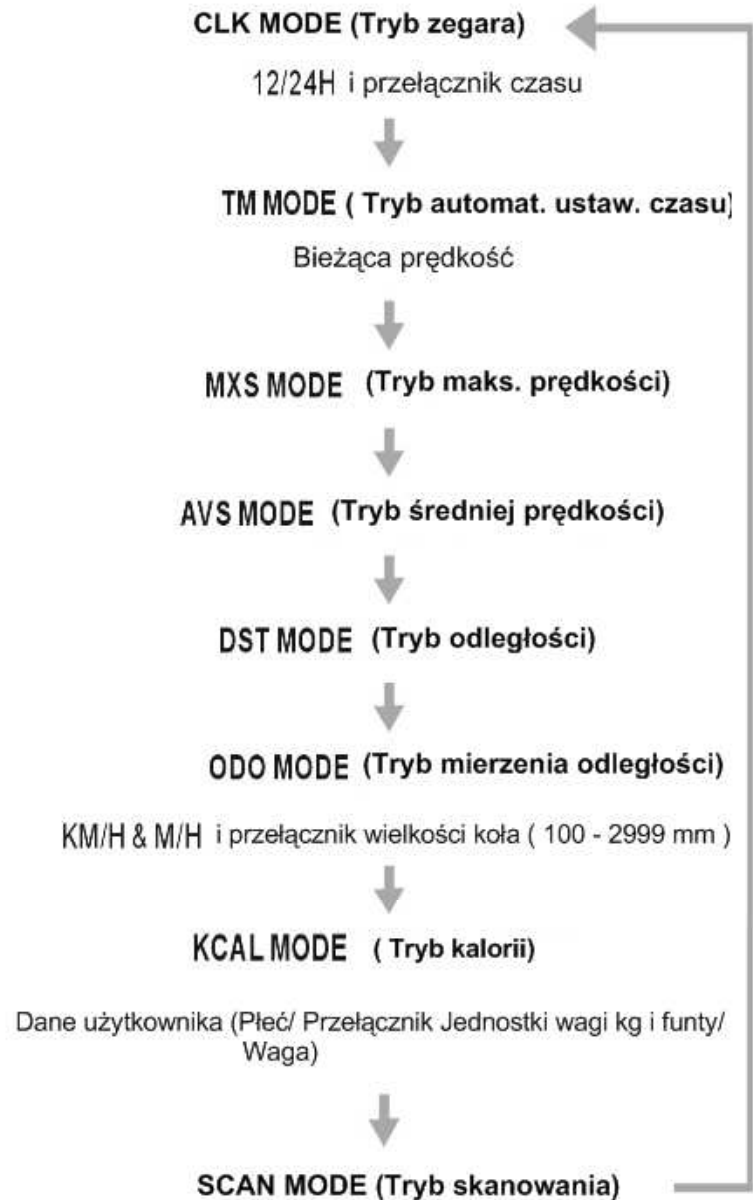 CLK MODE (Tryb zegara)
12/24H i przełącznik czasu
TM MODE ( Tryb automat. ustaw. czasu)
Bieżąca prędkość
MXS MODE (Tryb maks. prędkości)
AVS MODE (Tryb średniej prędkości)
DST MODE (Tryb odległości)
ODO MODE (Tryb mierzenia odległości)
KM/H & M/H i przełącznik wielkości koła ( 100 - 2999 mm )
KCAL MODE ( Tryb kalorii)
Dane użytkownika (Płeć/ Przełącznik Jednostki wagi kg i funty/
Waga)
SCAN MODE (Tryb skanowania)